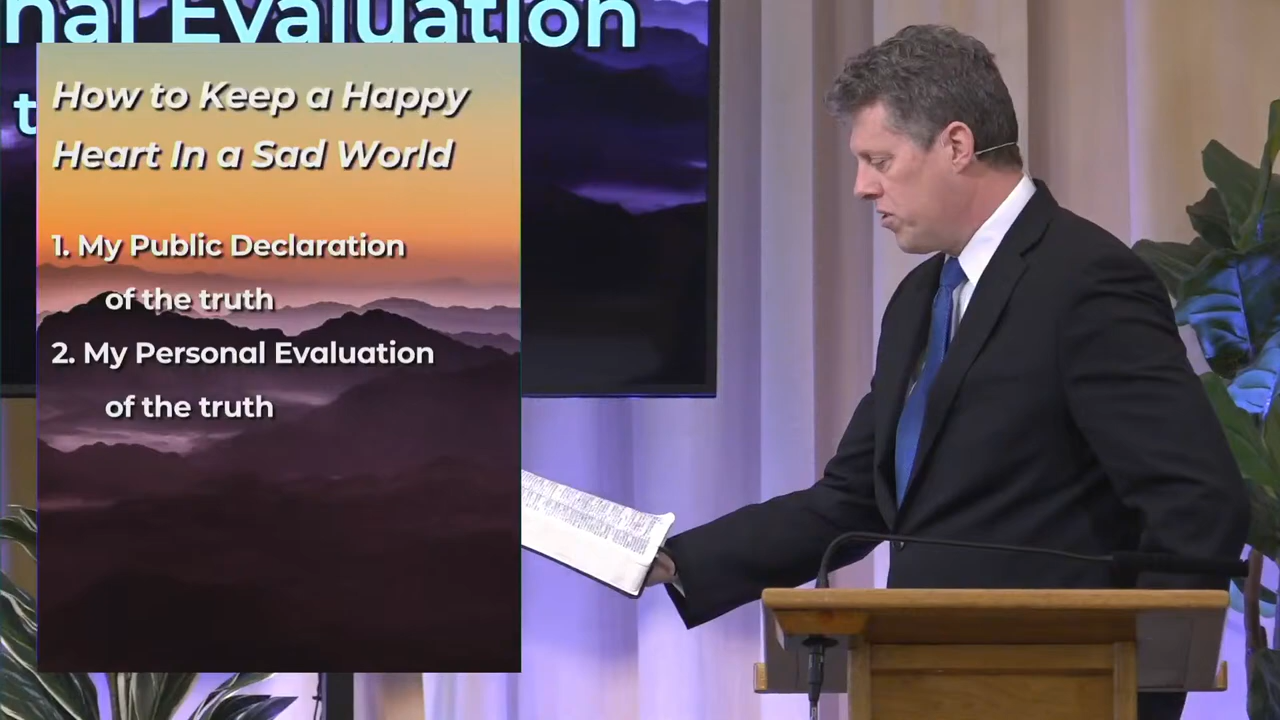 nal Evaluation
t
How to Keep a Happy
Heart In a Sad World
1. My Public Declaration
of the truth
2. My Personal Evaluation
of the truth